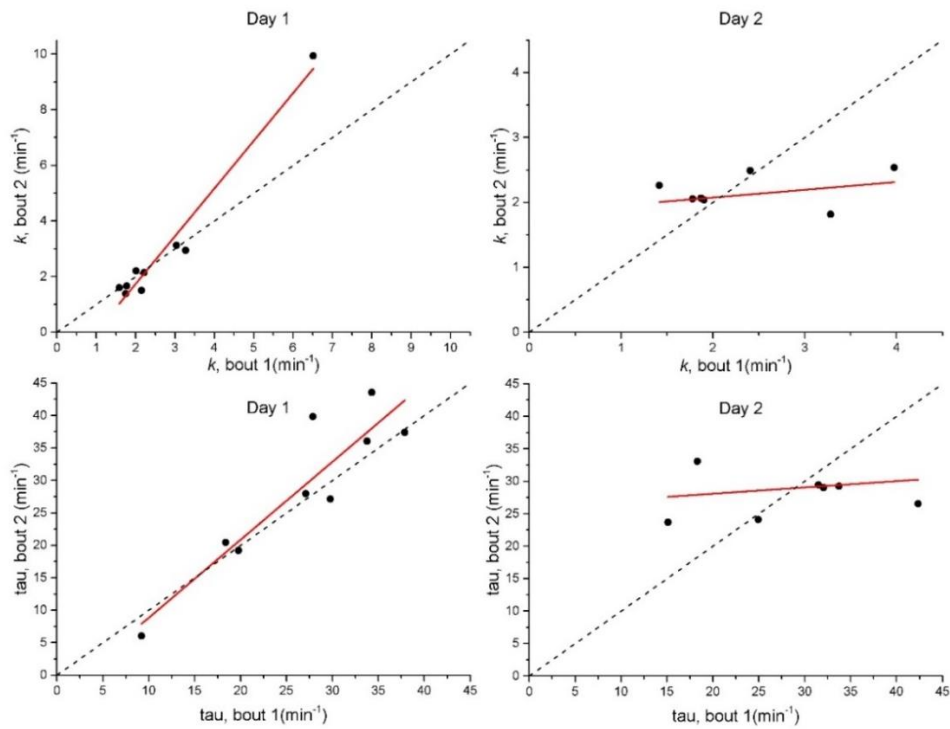 Day 1
10
8
6
4
2
0
k, bout 2 (min⁻¹)
0 1 2 3 4 5 6 7 8 9 10
k, bout 1(min⁻¹)
Day 2
4
3
2
1
0
k, bout 2 (min⁻¹)
0 1 2 3 4
k, bout 1(min⁻¹)
Day 1
45
40
35
30
25
20
15
10
5
0
tau, bout 2 (min⁻¹)
0 5 10 15 20 25 30 35 40 45
tau, bout 1(min⁻¹)
Day 2
45
40
35
30
25
20
15
10
5
0
tau, bout 2 (min⁻¹)
0 5 10 15 20 25 30 35 40 45
tau, bout 1(min⁻¹)